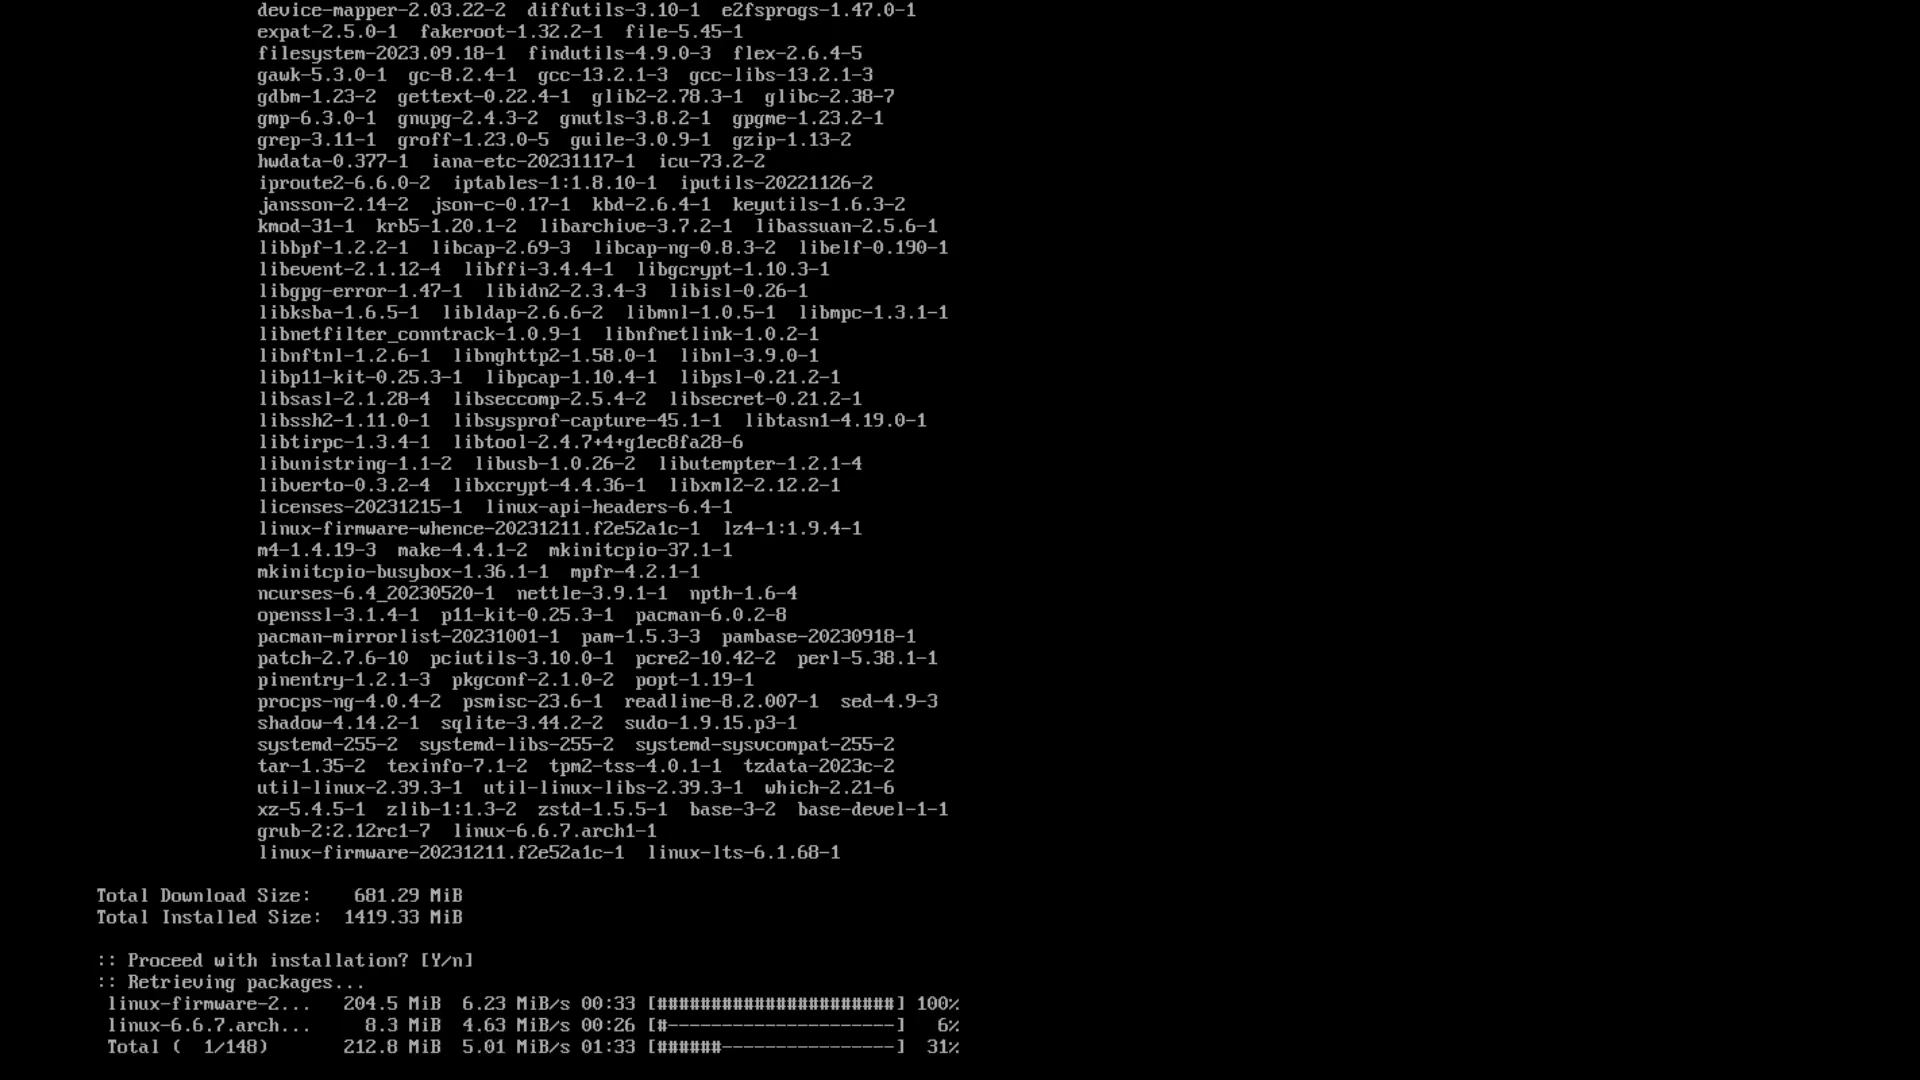 device-mapper-2.03.22-2  diffutils-3.10-1  e2fsprogs-1.47.0-1
expat-2.5.0-1  fakeroot-1.32.2-1  file-5.45-1
filesystem-2023.09.18-1  findutils-4.9.0-3  flex-2.6.4-5
gawk-5.3.0-1  gc-8.2.4-1  gcc-13.2.1-3  gcc-libs-13.2.1-3
gdbm-1.23-2  gettext-0.22.4-1  glib2-2.78.3-1  glibc-2.38-7
gmp-6.3.0-1  gnupg-2.4.3-2  gnutls-3.8.2-1  gpgme-1.23.2-1
grep-3.11-1  groff-1.23.0-5  guile-3.0.9-1  gzip-1.13-2
hwdata-0.377-1  iana-etc-20231117-1  icu-73.2-2
iproute2-6.6.0-2  iptables-1:1.8.10-1  iputils-20221126-2
jansson-2.14-2  json-c-0.17-1  kbd-2.6.4-1  keyutils-1.6.3-2
kmod-31-1  krb5-1.20.1-2  libarchive-3.7.2-1  libassuan-2.5.6-1
libbpf-1.2.2-1  libcap-2.69-3  libcap-ng-0.8.3-2  libelf-0.190-1
libevent-2.1.12-4  libffi-3.4.4-1  libgcrypt-1.10.3-1
libgpg-error-1.47-1  libidn2-2.3.4-3  libisl-0.26-1
libksba-1.6.5-1  libldap-2.6.6-2  libmnl-1.0.5-1  libmpc-1.3.1-1
libnetfilter_conntrack-1.0.9-1  libnfnetlink-1.0.2-1
libnftnl-1.2.6-1  libnghttp2-1.58.0-1  libnl-3.9.0-1
libp11-kit-0.25.3-1  libpcap-1.10.4-1  libpsl-0.21.2-1
libsasl-2.1.28-4  libseccomp-2.5.4-2  libsecret-0.21.2-1
libssh2-1.11.0-1  libsysprof-capture-45.1-1  libtasn1-4.19.0-1
libtirpc-1.3.4-1  libtool-2.4.7+4+g1ec8fa28-6
libunistring-1.1-2  libusb-1.0.26-2  libutempter-1.2.1-4
libverto-0.3.2-4  libxcrypt-4.4.36-1  libxml2-2.12.2-1
licenses-20231215-1  linux-api-headers-6.4-1
linux-firmware-whence-20231211.f2e52a1c-1  lz4-1:1.9.4-1
m4-1.4.19-3  make-4.4.1-2  mkinitcpio-37.1-1
mkinitcpio-busybox-1.36.1-1  mpfr-4.2.1-1
ncurses-6.4_20230520-1  nettle-3.9.1-1  npth-1.6-4
openssl-3.1.4-1  p11-kit-0.25.3-1  pacman-6.0.2-8
pacman-mirrorlist-20231001-1  pam-1.5.3-3  pambase-20230918-1
patch-2.7.6-10  pciutils-3.10.0-1  pcre2-10.42-2  perl-5.38.1-1
pinentry-1.2.1-3  pkgconf-2.1.0-2  popt-1.19-1
procps-ng-4.0.4-2  psmisc-23.6-1  readline-8.2.007-1  sed-4.9-3
shadow-4.14.2-1  sqlite-3.44.2-2  sudo-1.9.15.p3-1
systemd-255-2  systemd-libs-255-2  systemd-sysvcompat-255-2
tar-1.35-2  texinfo-7.1-2  tpm2-tss-4.0.1-1  tzdata-2023c-2
util-linux-2.39.3-1  util-linux-libs-2.39.3-1  which-2.21-6
xz-5.4.5-1  zlib-1:1.3-2  zstd-1.5.5-1  base-3-2  base-devel-1-1
grub-2:2.12rc1-7  linux-6.6.7.arch1-1
linux-firmware-20231211.f2e52a1c-1  linux-lts-6.1.68-1
Total Download Size:    681.29 MiB
Total Installed Size:  1419.33 MiB
:: Proceed with installation? [Y/n]
:: Retrieving packages...
linux-firmware-2...   204.5 MiB  6.23 MiB/s 00:33 [######################] 100%
linux-6.6.7.arch...     8.3 MiB  4.63 MiB/s 00:26 [#---------------------]   6%
Total (  1/148)       212.8 MiB  5.01 MiB/s 01:33 [######----------------]  31%